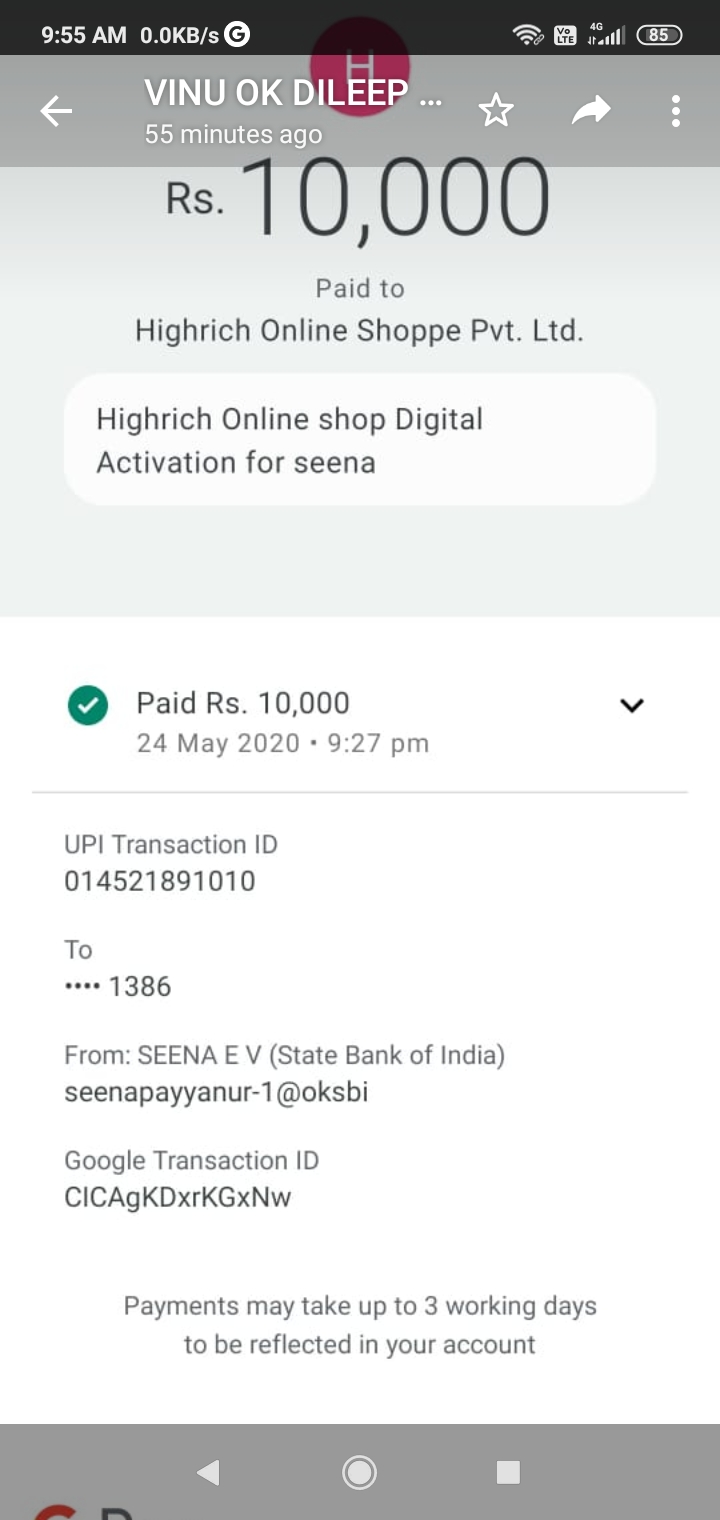 9:55 AM 0.0KB/s G
Vo LTE 4G 85
H
VINU OK DILEEP ...
55 minutes ago
Rs. 10,000
Paid to
Highrich Online Shoppe Pvt. Ltd.
Highrich Online shop Digital
Activation for seena
Paid Rs. 10,000
24 May 2020 • 9:27 pm
UPI Transaction ID
014521891010
To
•••• 1386
From: SEENA E V (State Bank of India)
seenapayyanur-1@oksbi
Google Transaction ID
CICAgKDxrKGxNw
Payments may take up to 3 working days
to be reflected in your account